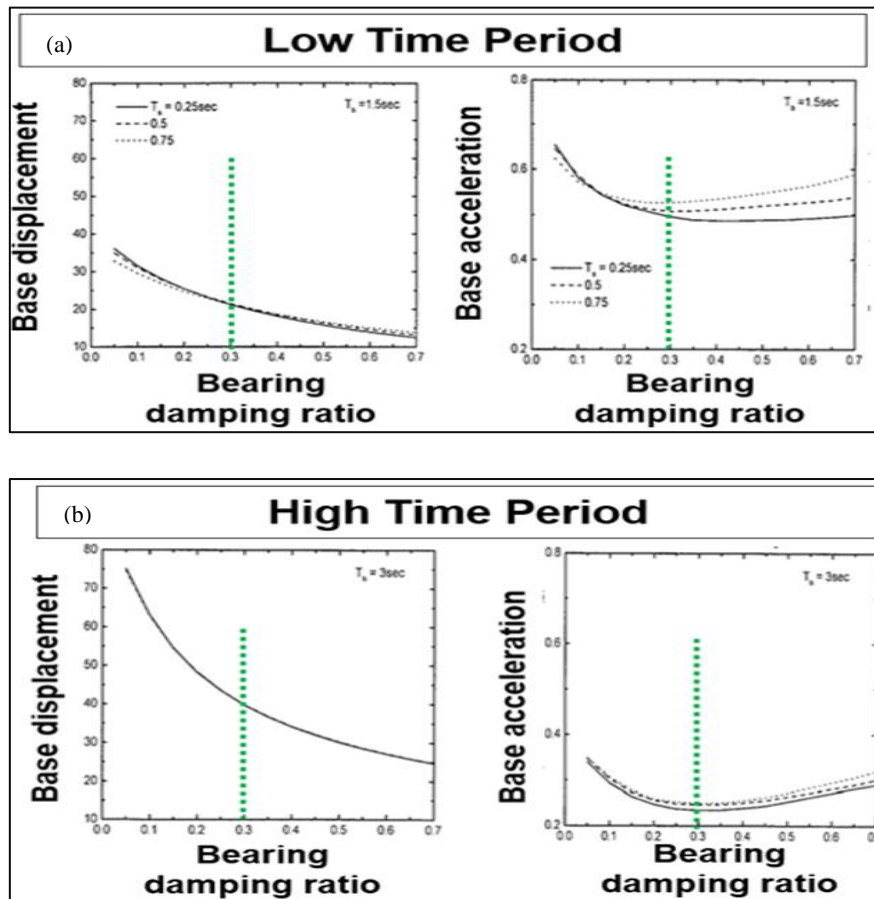 (a)
Low Time Period
Base displacement
80
70
60
50
40
30
20
10
T_s = 0.25sec
0.5
0.75
T_b = 1.5sec
0.0 0.1 0.2 0.3 0.4 0.5 0.6 0.7
Bearing
damping ratio
Base acceleration
0.8
0.6
0.4
0.2
T_b = 1.5sec
T_s = 0.25sec
0.5
0.75
0.0 0.1 0.2 0.3 0.4 0.5 0.6 0.7
Bearing
damping ratio
(b)
High Time Period
Base displacement
80
70
60
50
40
30
20
10
T_b = 3sec
0.0 0.1 0.2 0.3 0.4 0.5 0.6 0.7
Bearing
damping ratio
Base acceleration
0.8
0.6
0.4
0.2
T_b = 3sec
0.0 0.1 0.2 0.3 0.4 0.5 0.6 0.7
Bearing
damping ratio